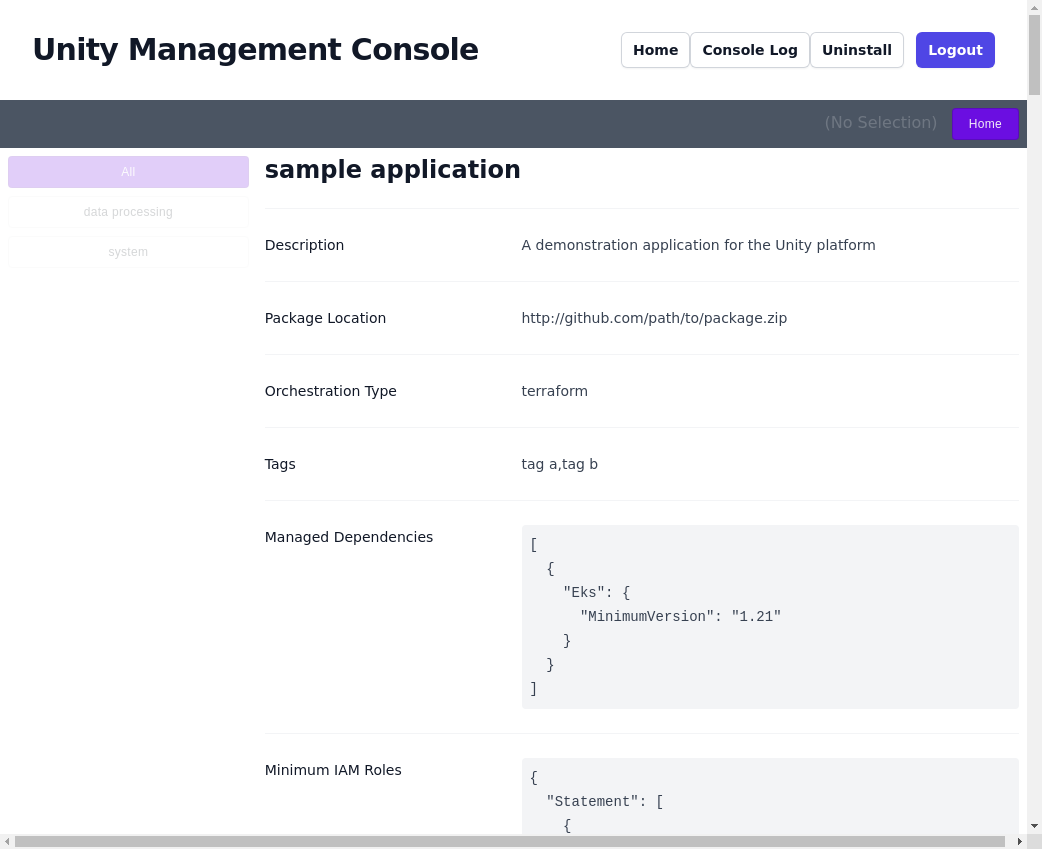 Unity Management Console
Home
Console Log
Uninstall
Logout
(No Selection)
Home
All
data processing
system
sample application
Description
A demonstration application for the Unity platform
Package Location
http://github.com/path/to/package.zip
Orchestration Type
terraform
Tags
tag a,tag b
Managed Dependencies
[
  {
    "Eks": {
      "MinimumVersion": "1.21"
    }
  }
]
Minimum IAM Roles
{
  "Statement": [
    {